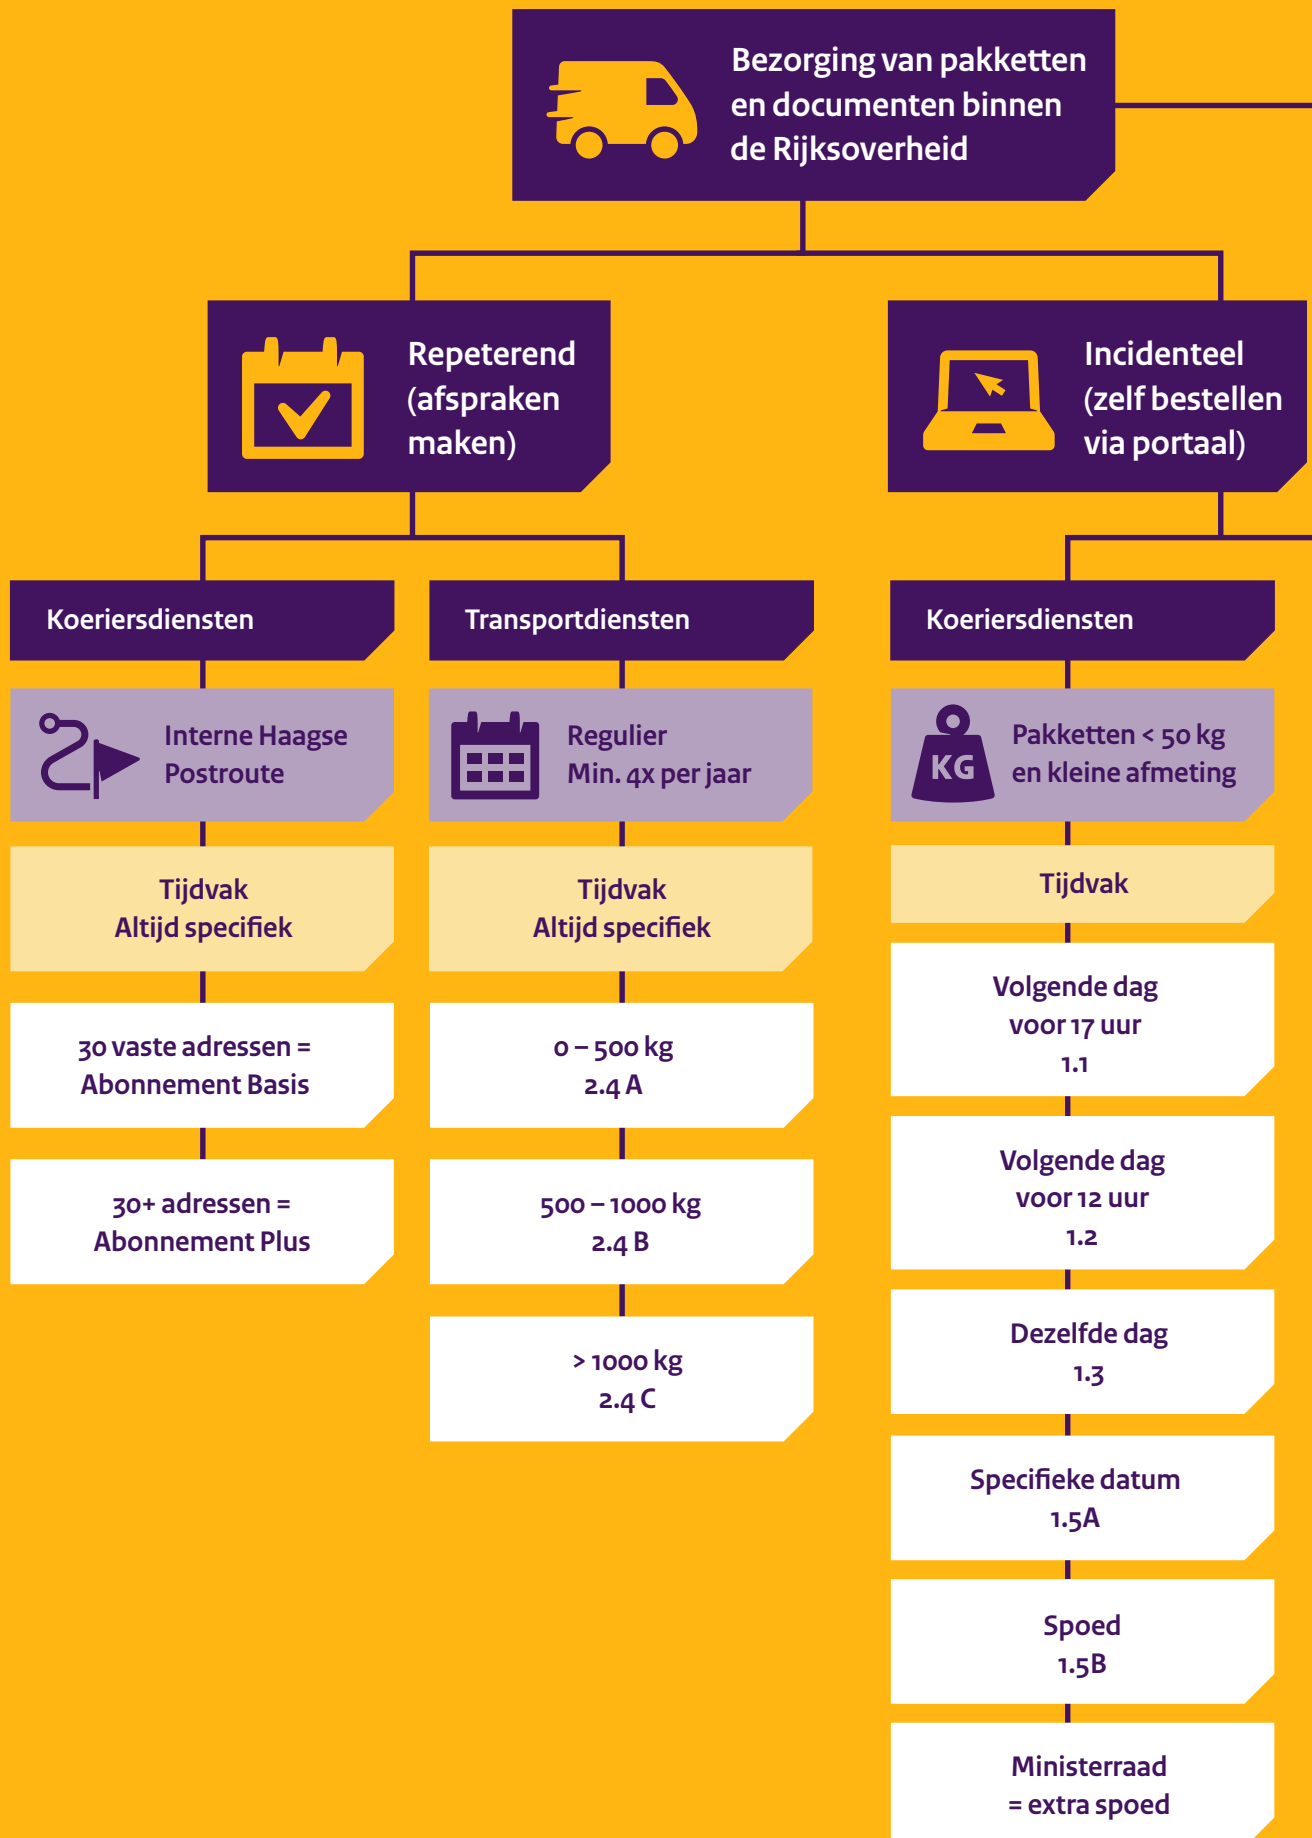 Bezorging van pakketten
en documenten binnen
de Rijksoverheid
Repeterend
(afspraken
maken)
Incidenteel
(zelf bestellen
via portaal)
Koeriersdiensten
Interne Haagse
Postroute
Tijdvak
Altijd specifiek
30 vaste adressen =
Abonnement Basis
30+ adressen =
Abonnement Plus
Transportdiensten
Regulier
Min. 4x per jaar
Tijdvak
Altijd specifiek
0 – 500 kg
2.4 A
500 – 1000 kg
2.4 B
> 1000 kg
2.4 C
Koeriersdiensten
KG
Pakketten < 50 kg
en kleine afmeting
Tijdvak
Volgende dag
voor 17 uur
1.1
Volgende dag
voor 12 uur
1.2
Dezelfde dag
1.3
Specifieke datum
1.5A
Spoed
1.5B
Ministerraad
= extra spoed